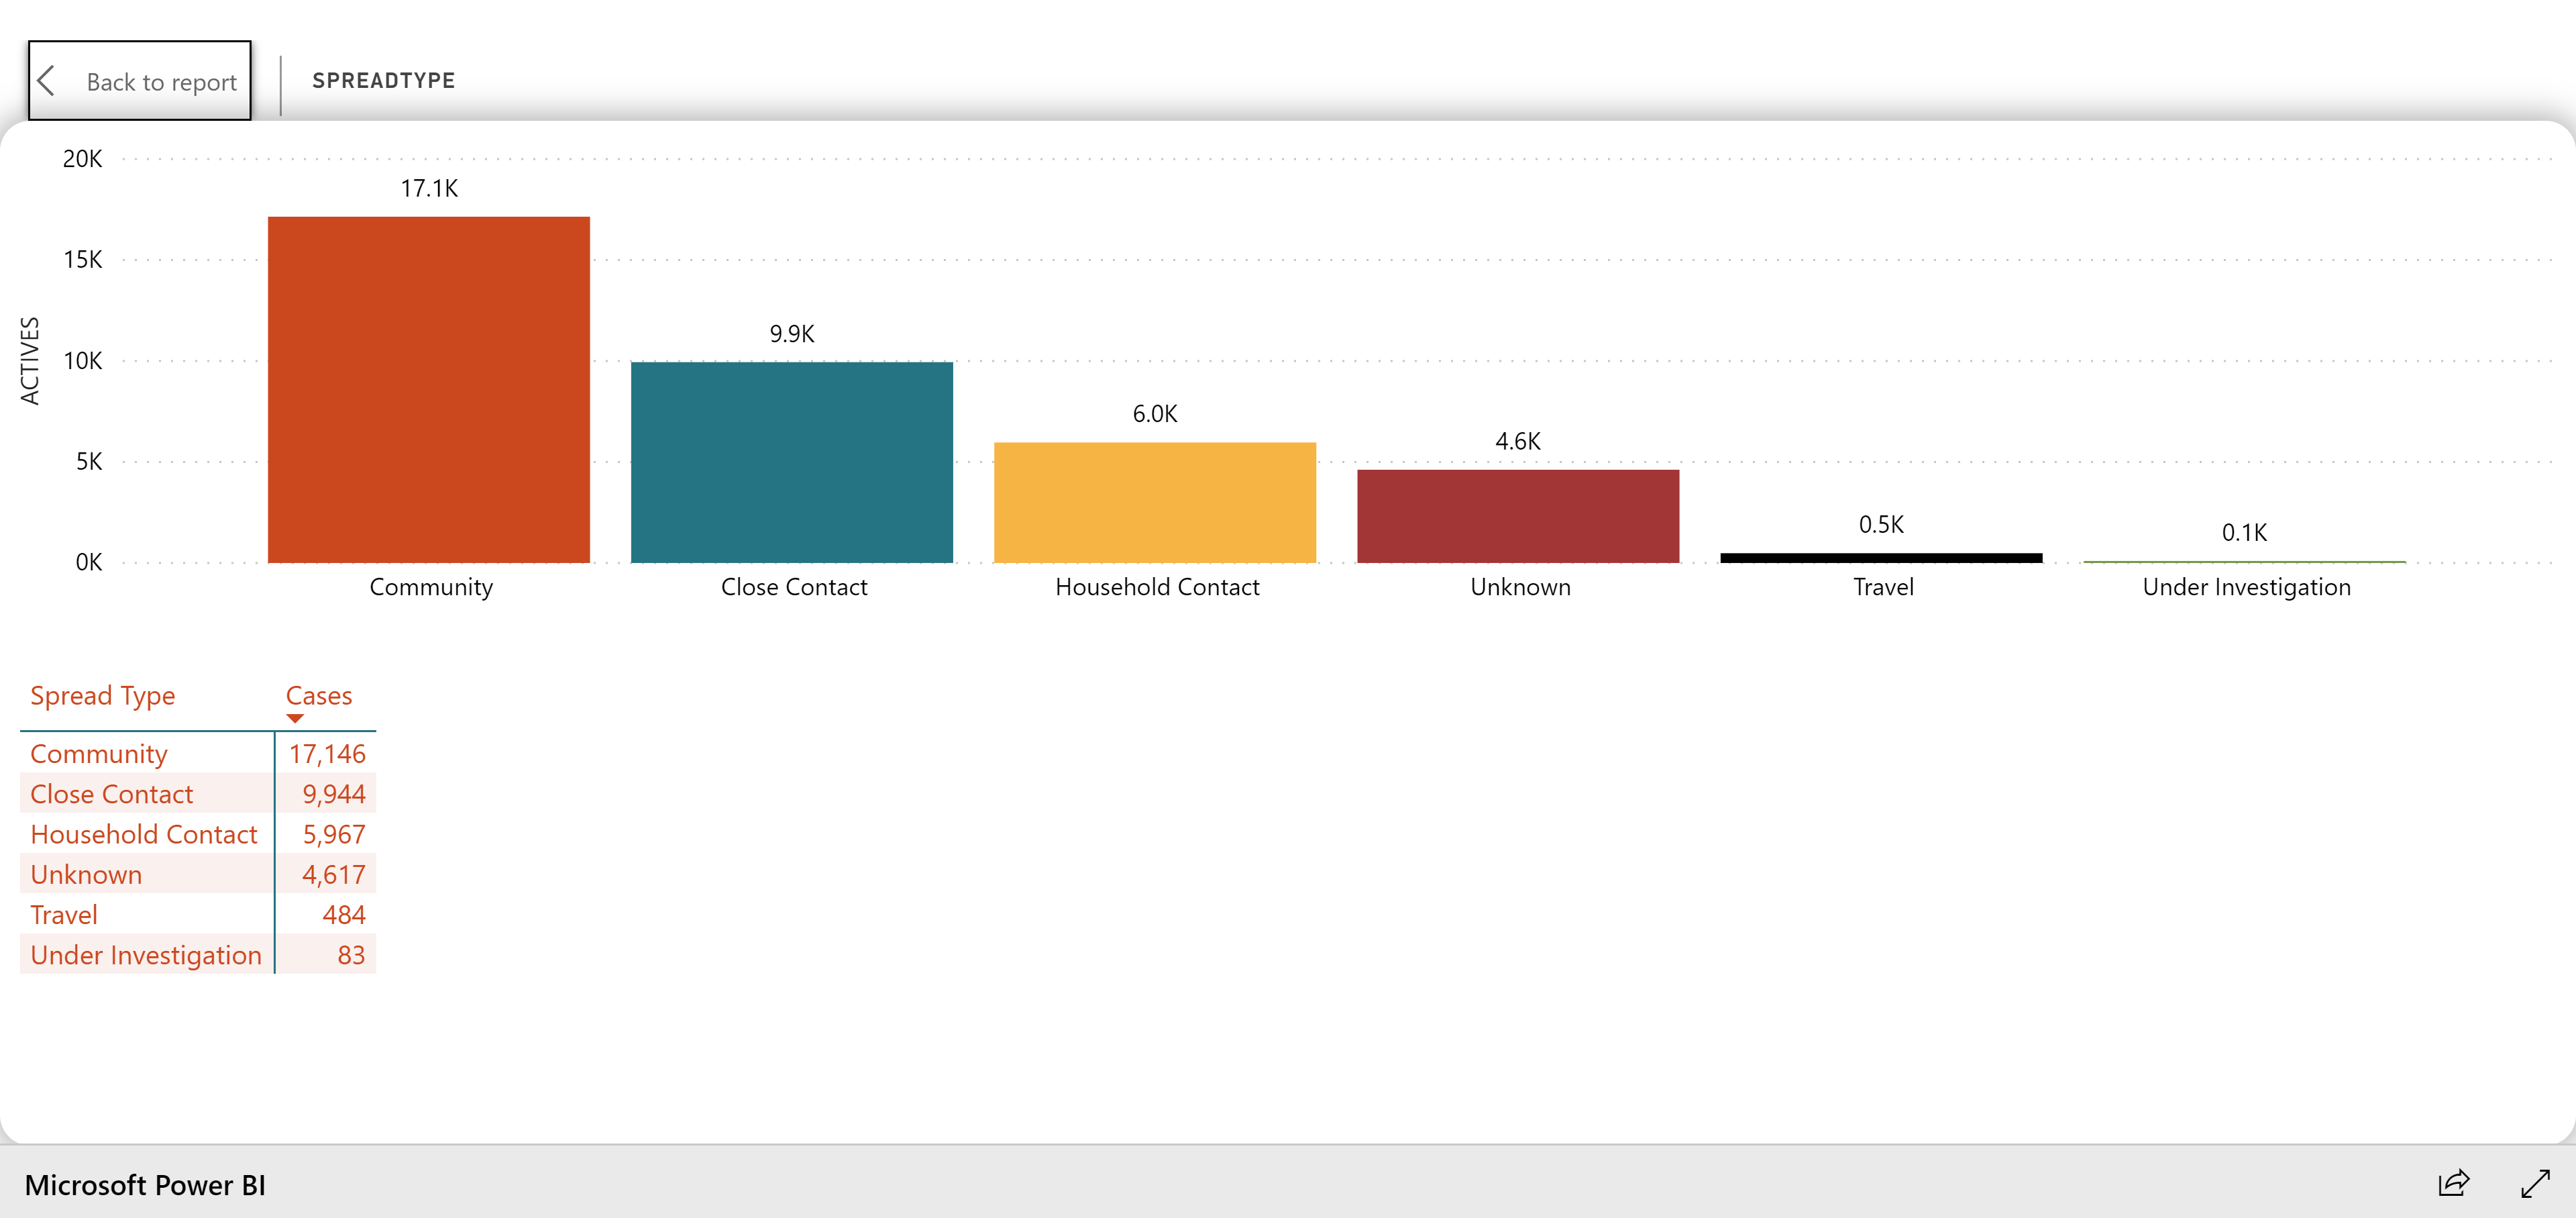 Back to report
SPREADTYPE
20K
15K
10K
5K
0K
ACTIVES
17.1K
9.9K
6.0K
4.6K
0.5K
0.1K
Community
Close Contact
Household Contact
Unknown
Travel
Under Investigation
Spread Type Cases
Community 17,146
Close Contact 9,944
Household Contact 5,967
Unknown 4,617
Travel 484
Under Investigation 83
Microsoft Power BI